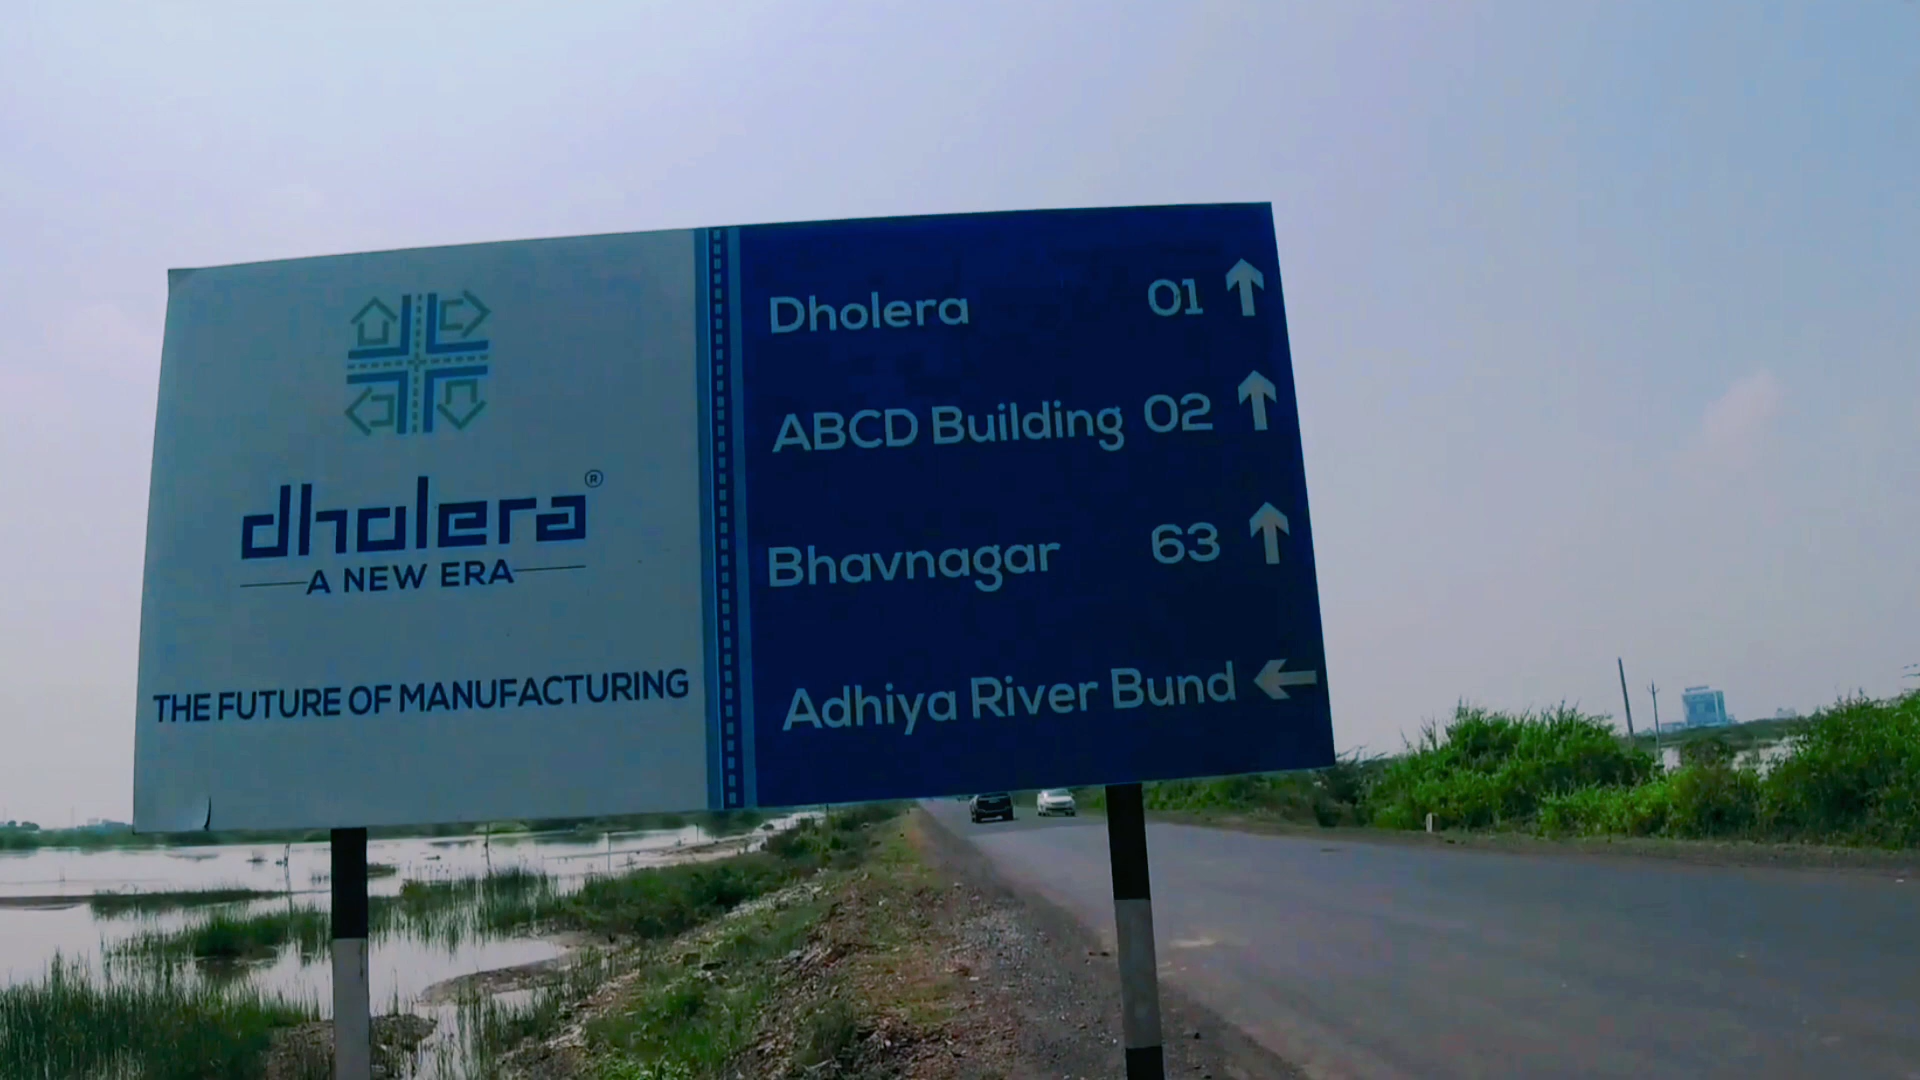 dholera ®
A NEW ERA
THE FUTURE OF MANUFACTURING
Dholera 01 ↑
ABCD Building 02 ↑
Bhavnagar 63 ↑
Adhiya River Bund ←